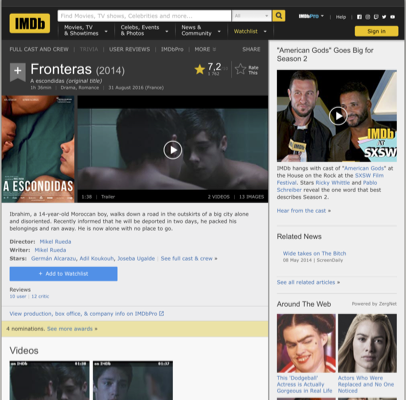 IMDb
Find Movies, TV shows, Celebrities and more...
All
IMDbPro
Help
Movies, TV & Showtimes
Celebs, Events & Photos
News & Community
Watchlist
Sign in
FULL CAST AND CREW | TRIVIA | USER REVIEWS | IMDbPro | MORE
SHARE
+
Fronteras (2014)
A escondidas (original title)
1h 36min | Drama, Romance | 31 August 2016 (France)
7,2
Rate This
A ESCONDIDAS
1:38 | Trailer
2 VIDEOS | 13 IMAGES
Ibrahim, a 14-year-old Moroccan boy, walks down a road in the outskirts of a big city alone
and disoriented. Recently informed that he will be deported in two days, he packed his
belongings and ran away. He is now alone with no place to go.
Director: Mikel Rueda
Writer: Mikel Rueda
Stars: Germán Alcarazu, Adil Koukouh, Joseba Ugalde | See full cast & crew »
+ Add to Watchlist
Reviews
10 user | 12 critic
View production, box office, & company info on IMDbPro
4 nominations. See more awards »
Videos
"American Gods" Goes Big for
Season 2
IMDb
at
SXSW
IMDb hangs with cast of "American Gods" at
the House on the Rock at the SXSW Film
Festival. Stars Ricky Whittle and Pablo
Schreiber reveal the one word that best
describes Season 2.
Hear from the cast »
Related News
Wide takes on The Bitch
08 May 2014 | ScreenDaily
See all related articles »
Around The Web
Powered by ZergNet
This 'Dodgeball'
Actress is Actually
Gorgeous in Real Life
Actors Who Were
Replaced and No One
Noticed